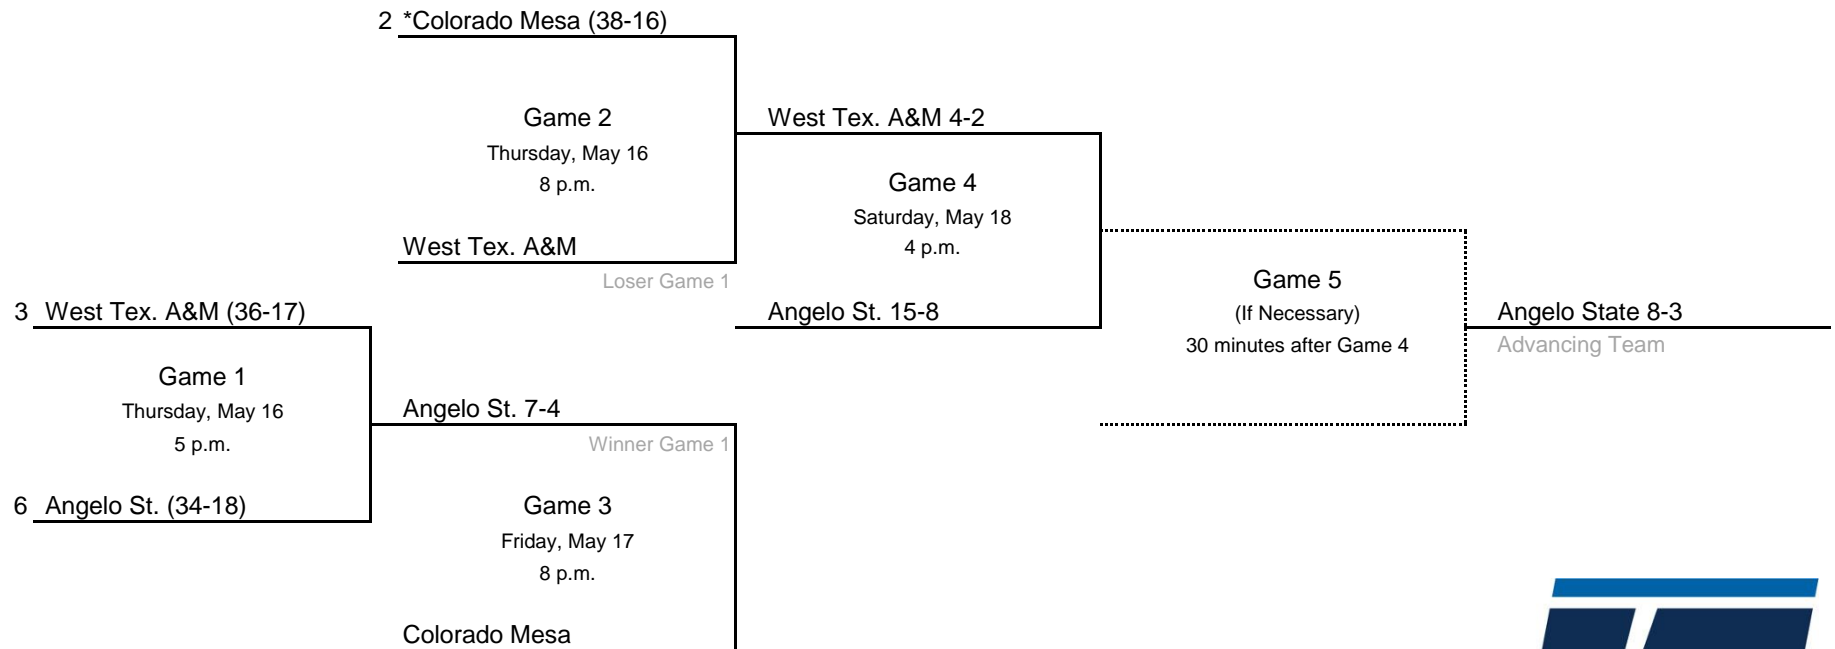 2 *Colorado Mesa (38-16)
Game 2
Thursday, May 16
8 p.m.
West Tex. A&M
Loser Game 1
West Tex. A&M 4-2
Game 4
Saturday, May 18
4 p.m.
Angelo St. 15-8
Game 5
(If Necessary)
30 minutes after Game 4
Angelo State 8-3
Advancing Team
3 West Tex. A&M (36-17)
Game 1
Thursday, May 16
5 p.m.
6 Angelo St. (34-18)
Angelo St. 7-4
Winner Game 1
Game 3
Friday, May 17
8 p.m.
Colorado Mesa